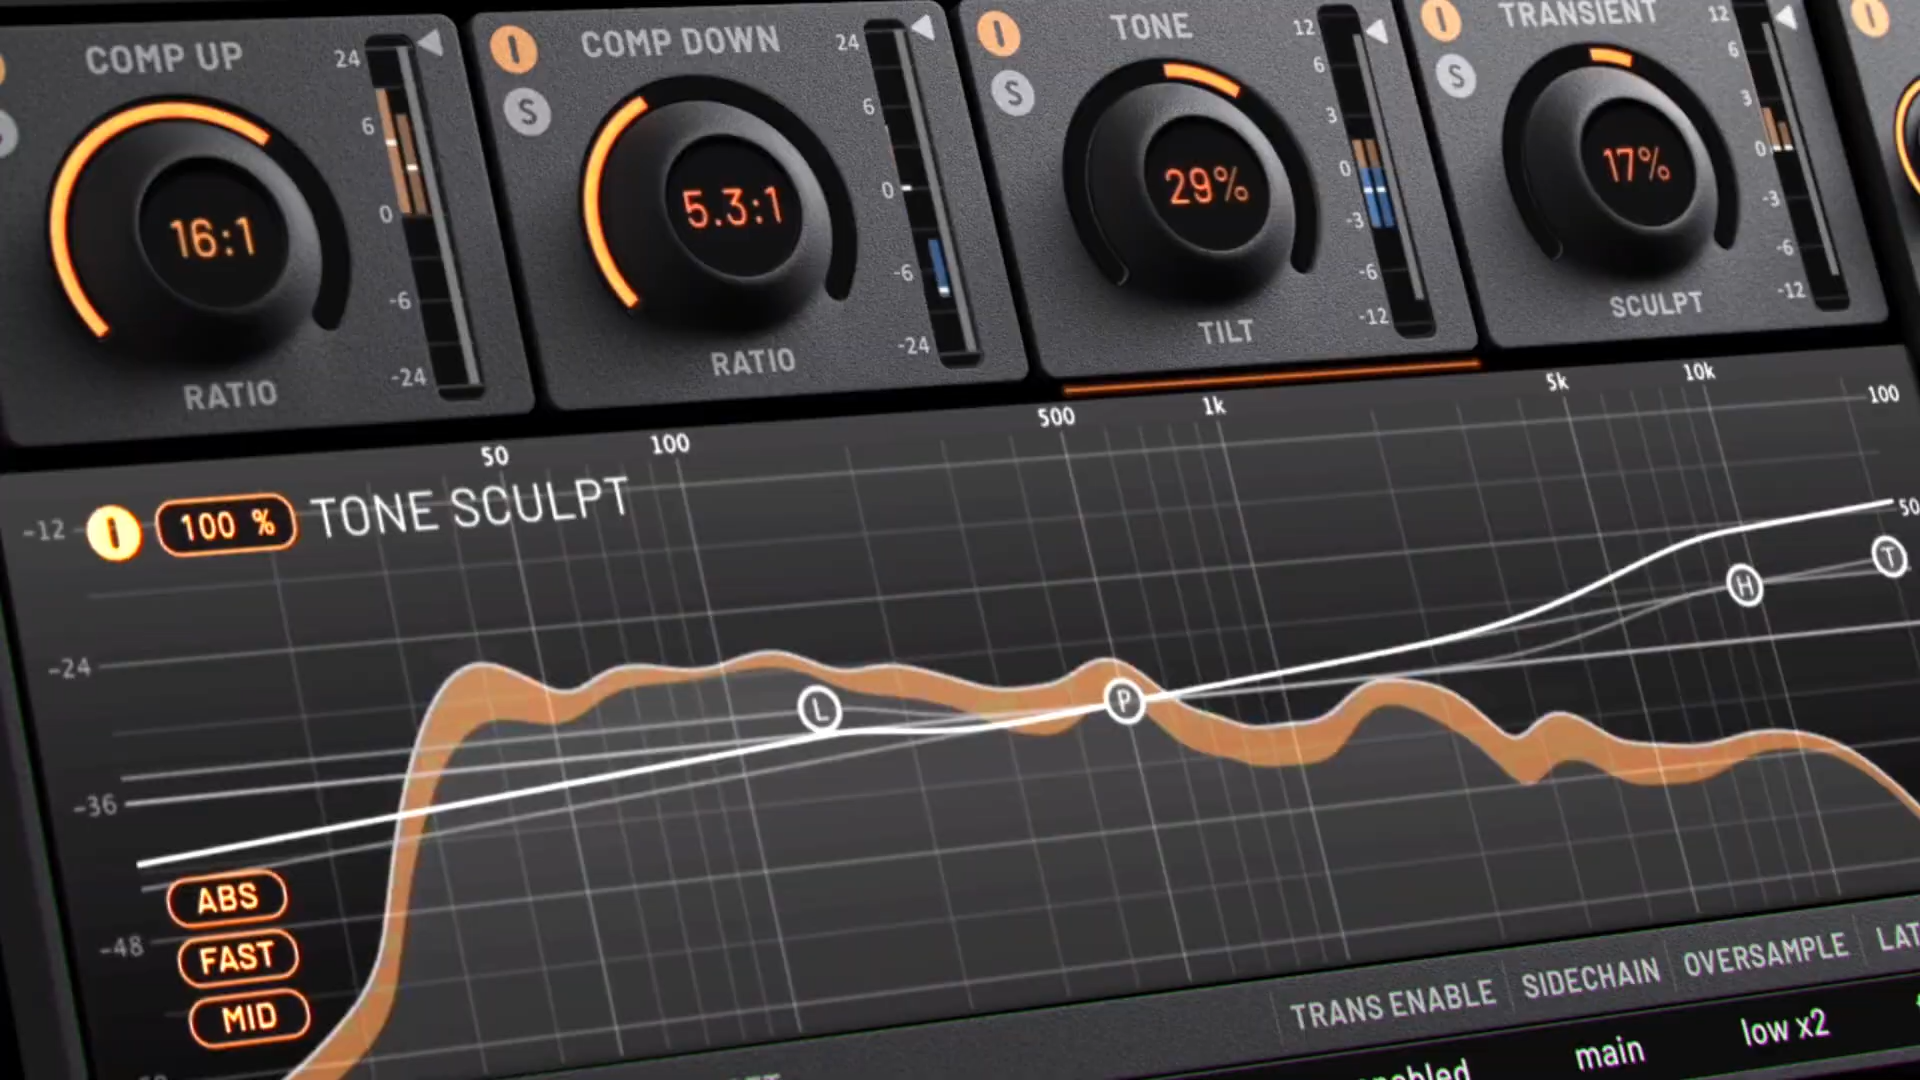 COMP UP
24
6
0
-6
-24
16:1
RATIO
I
S
COMP DOWN
24
6
0
-6
-24
5.3:1
RATIO
I
S
TONE
12
6
3
0
-3
-6
-12
29%
TILT
I
S
TRANSIENT
12
6
3
0
-3
-6
-12
17%
SCULPT
I
50
100
500
1k
5k
10k
100
50
-12
I
100 %
TONE SCULPT
-24
-36
-48
L
P
H
T
ABS
FAST
MID
TRANS ENABLE
SIDECHAIN
OVERSAMPLE
LAT
main
low x2